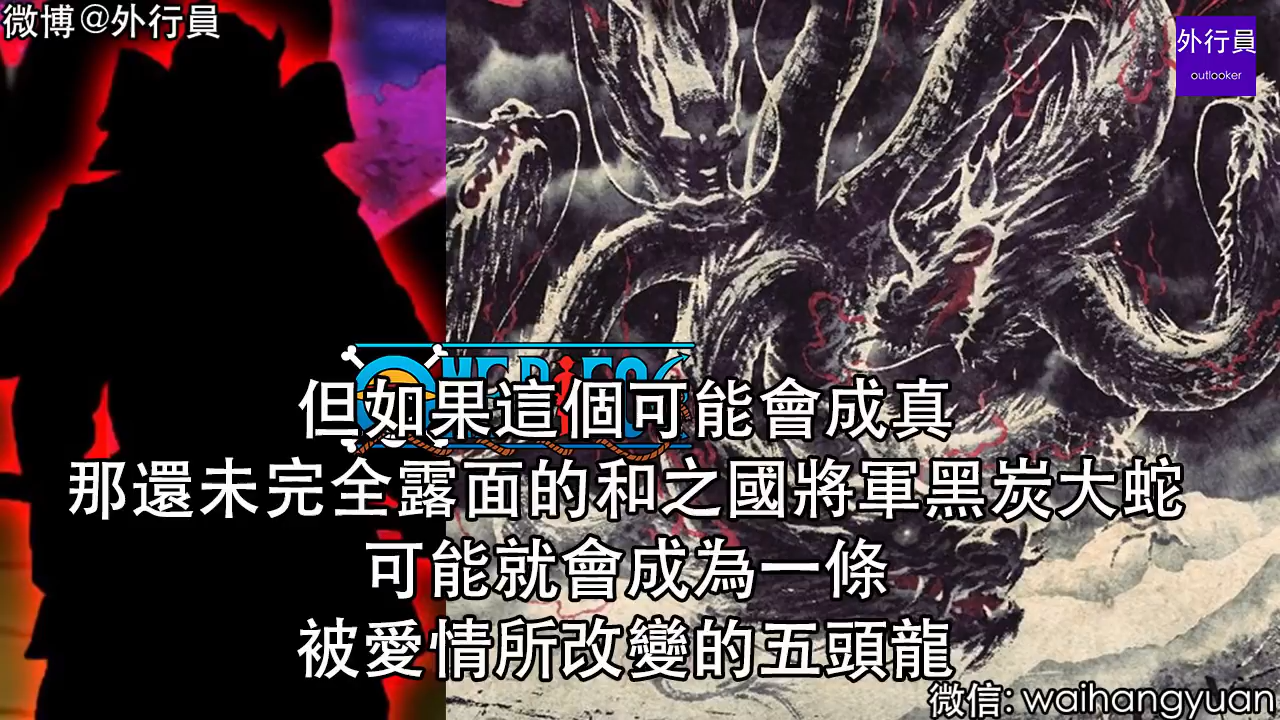 微博@外行員
外行員
outlooker
ONE PIECE
但如果這個可能會成真
那還未完全露面的和之國將軍黑炭大蛇
可能就會成為一條
被愛情所改變的五頭龍
微信: waihangyuan